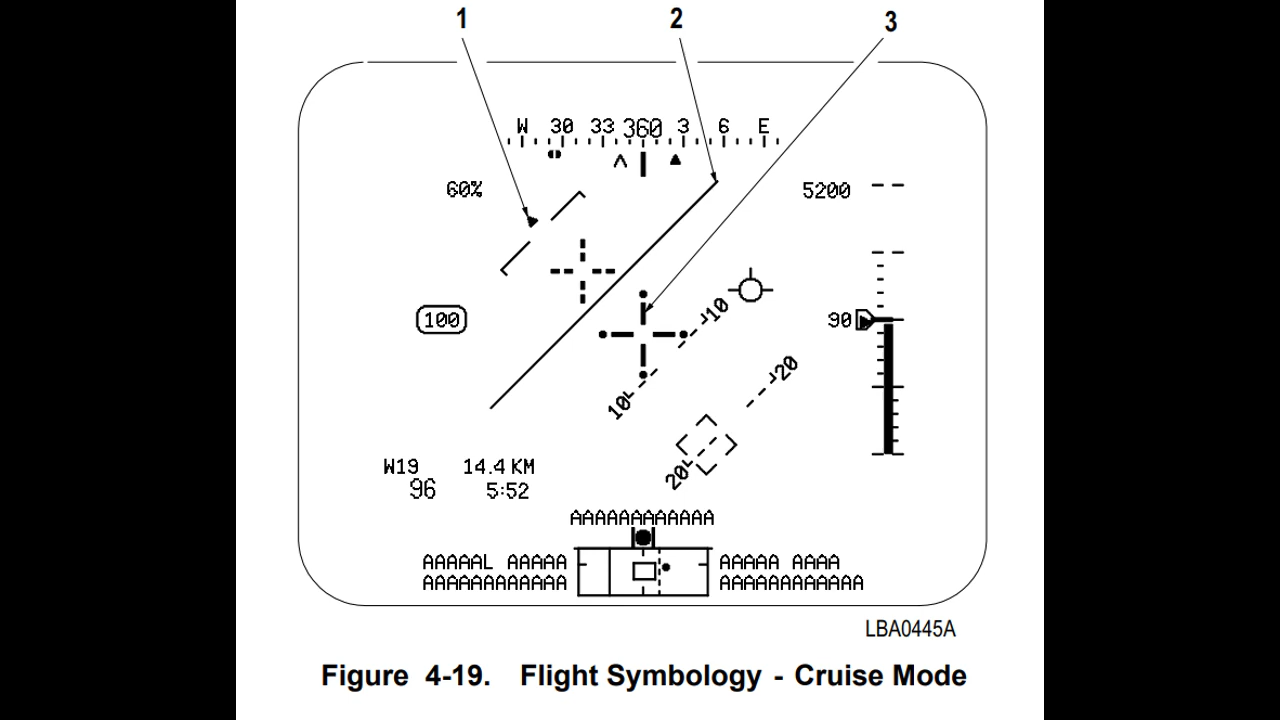 1 2 3
W 30 33 360 3 6 E
60% 5200
100 90
10
10
20
20
W19 14.4 KM
96 5:52
AAAAAAAAAAAA
AAAAAL AAAAA AAAAA AAAA
AAAAAAAAAAAA AAAAAAAAAAAA
LBA0445A
Figure 4-19. Flight Symbology - Cruise Mode